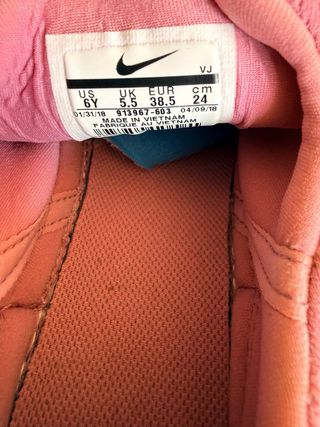 VJ
US UK EUR cm
6Y 5.5 38.5 24
01/31/18 913967-603 04/09/18
MADE IN VIETNAM
FABRIQUE AU VIETNAM